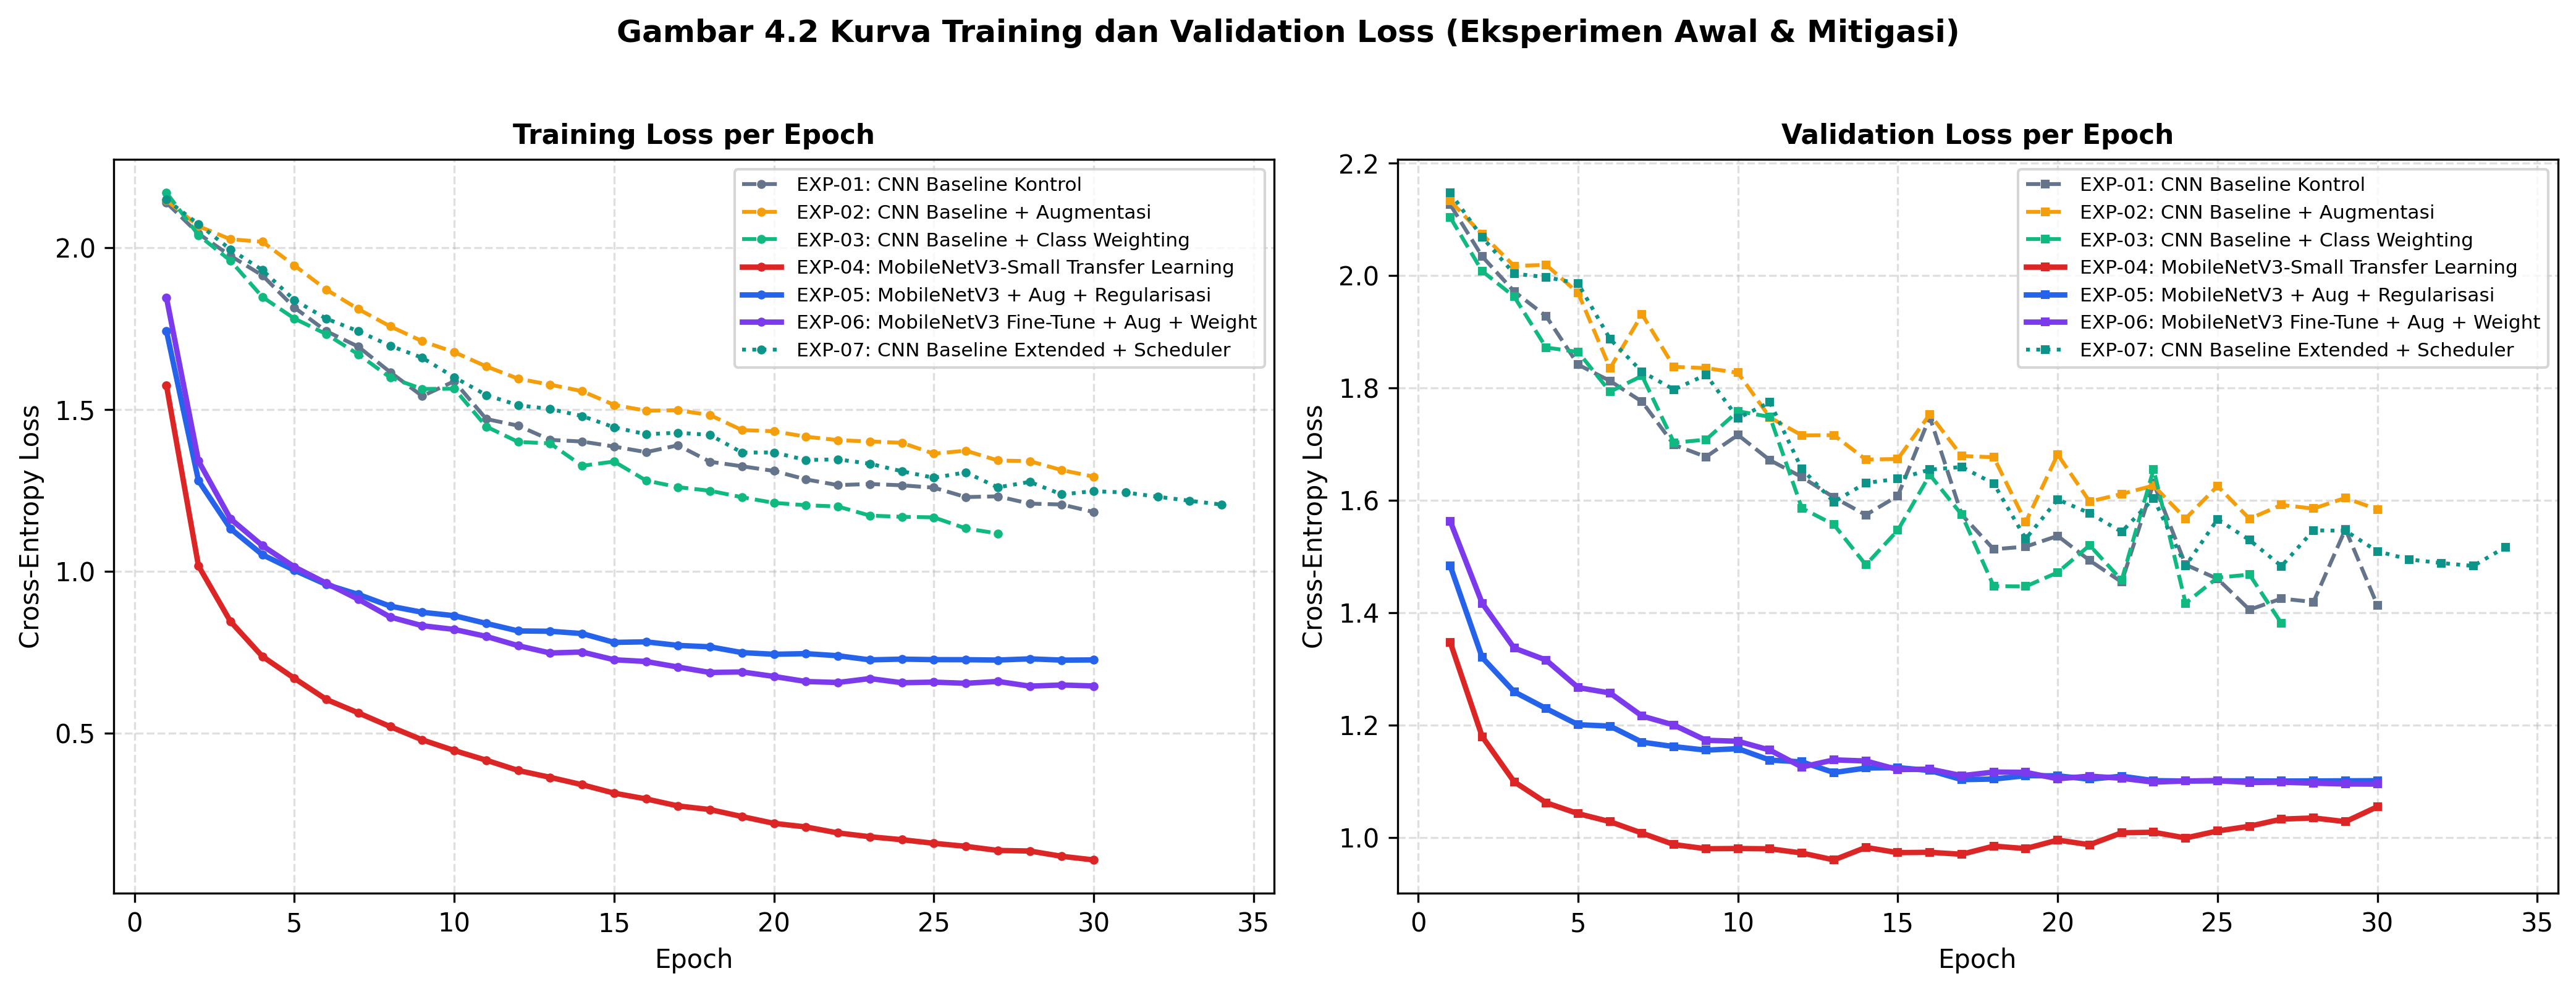 Gambar 4.2 Kurva Training dan Validation Loss (Eksperimen Awal & Mitigasi)
Training Loss per Epoch
EXP-01: CNN Baseline Kontrol
EXP-02: CNN Baseline + Augmentasi
EXP-03: CNN Baseline + Class Weighting
EXP-04: MobileNetV3-Small Transfer Learning
EXP-05: MobileNetV3 + Aug + Regularisasi
EXP-06: MobileNetV3 Fine-Tune + Aug + Weight
EXP-07: CNN Baseline Extended + Scheduler
Cross-Entropy Loss
2.0
1.5
1.0
0.5
0 5 10 15 20 25 30 35
Epoch
Validation Loss per Epoch
EXP-01: CNN Baseline Kontrol
EXP-02: CNN Baseline + Augmentasi
EXP-03: CNN Baseline + Class Weighting
EXP-04: MobileNetV3-Small Transfer Learning
EXP-05: MobileNetV3 + Aug + Regularisasi
EXP-06: MobileNetV3 Fine-Tune + Aug + Weight
EXP-07: CNN Baseline Extended + Scheduler
Cross-Entropy Loss
2.2
2.0
1.8
1.6
1.4
1.2
1.0
0 5 10 15 20 25 30 35
Epoch